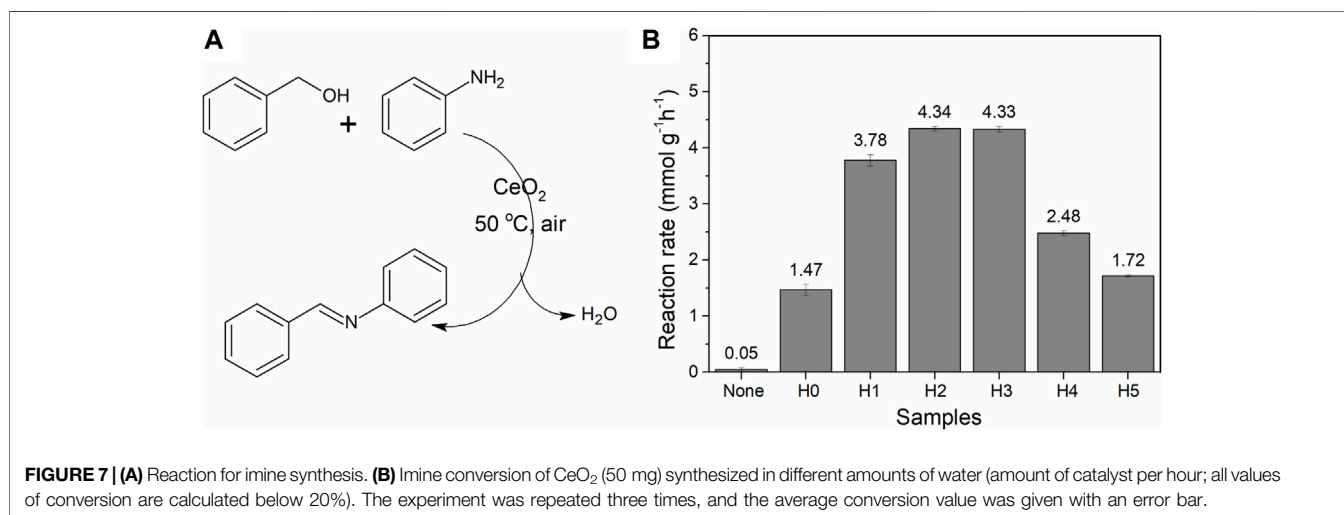 A
OH
+
NH₂
CeO₂
50 °C, air
N
H₂O
B
Reaction rate (mmol g⁻¹h⁻¹)
6
5
4
3
2
1
0
0.05
1.47
3.78
4.34
4.33
2.48
1.72
None H0 H1 H2 H3 H4 H5
Samples
FIGURE 7 | (A) Reaction for imine synthesis. (B) Imine conversion of CeO₂ (50 mg) synthesized in different amounts of water (amount of catalyst per hour; all values
of conversion are calculated below 20%). The experiment was repeated three times, and the average conversion value was given with an error bar.